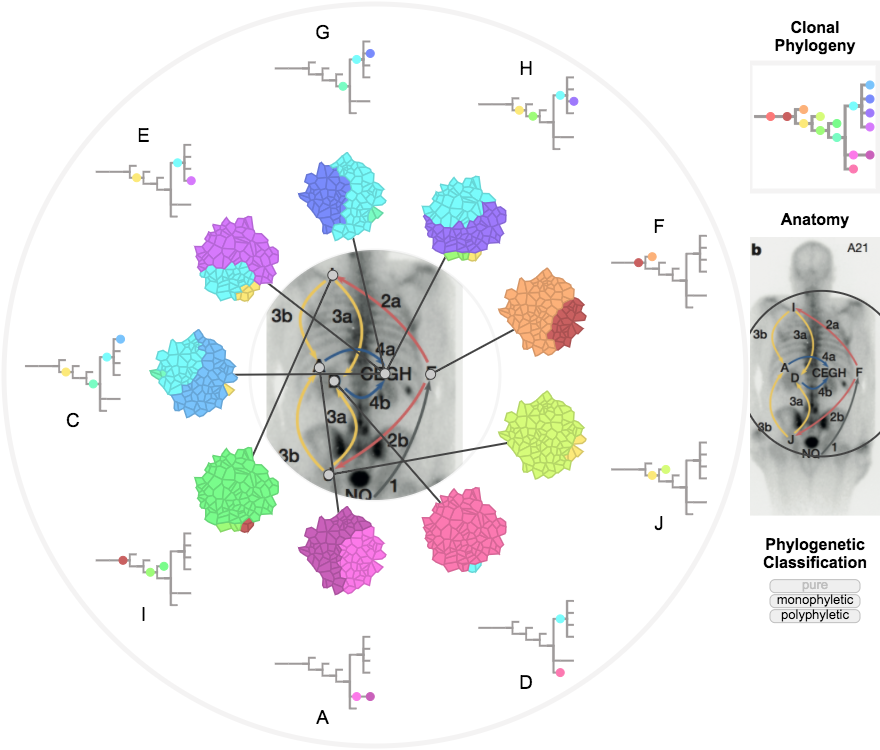 G
H
E
F
C
J
I
D
A
I
2a
3b
3a
4a
A
CEGH
F
D
4b
3a
2b
3b
NO
1
Clonal
Phylogeny
Anatomy
b
A21
I
2a
3b
3a
4a
A
CEGH
F
D
4b
3a
2b
3b
J
NO
1
Phylogenetic
Classification
pure
monophyletic
polyphyletic